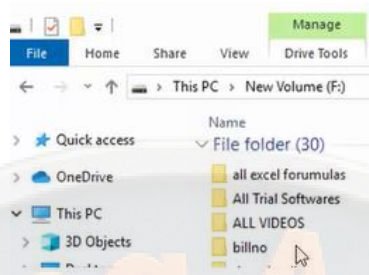 Manage
File Home Share View Drive Tools
This PC > New Volume (F:)
Quick access
OneDrive
This PC
3D Objects
Name
File folder (30)
all excel forumulas
All Trial Softwares
ALL VIDEOS
billno